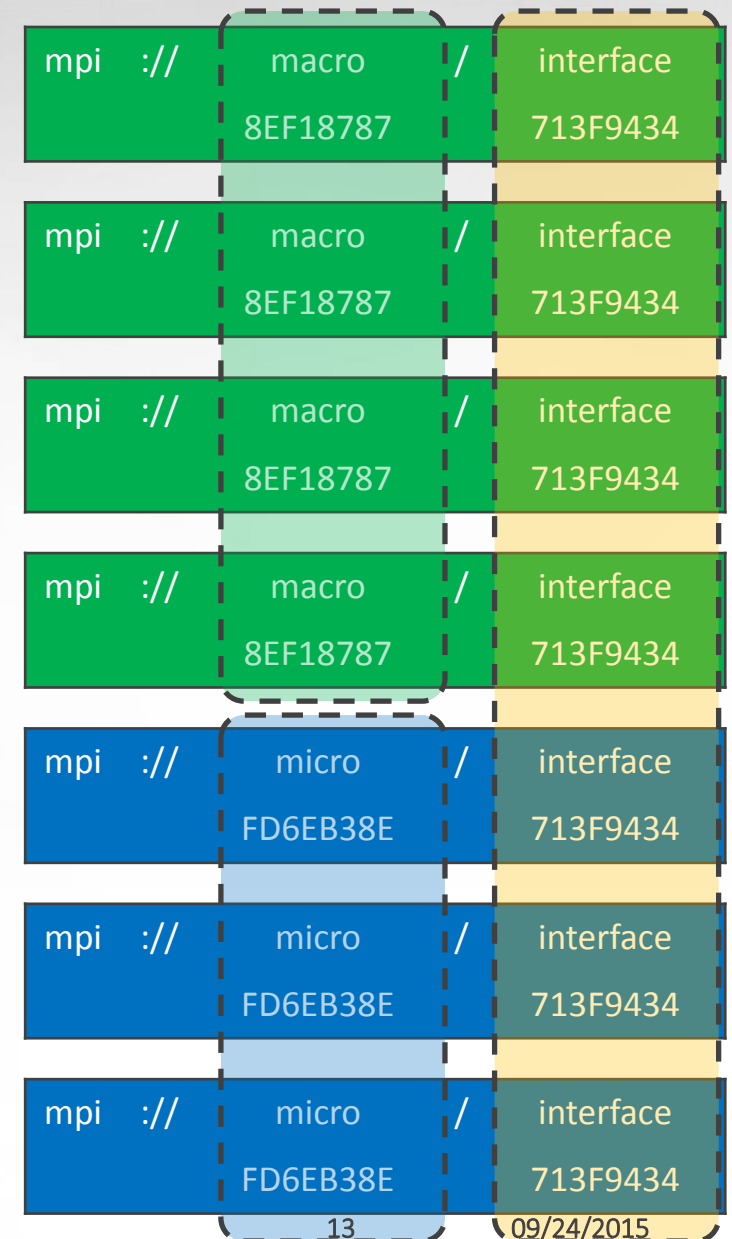 mpi :// macro / interface
8EF18787 713F9434
mpi :// macro / interface
8EF18787 713F9434
mpi :// macro / interface
8EF18787 713F9434
mpi :// macro / interface
8EF18787 713F9434
mpi :// micro / interface
FD6EB38E 713F9434
mpi :// micro / interface
FD6EB38E 713F9434
mpi :// micro / interface
FD6EB38E 713F9434
13 09/24/2015